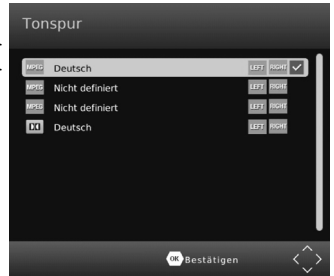 Tonspur
MPEG Deutsch LEFT RIGHT
MPEG Nicht definiert LEFT RIGHT
MPEG Nicht definiert LEFT RIGHT
Deutsch LEFT RIGHT
OK Bestätigen